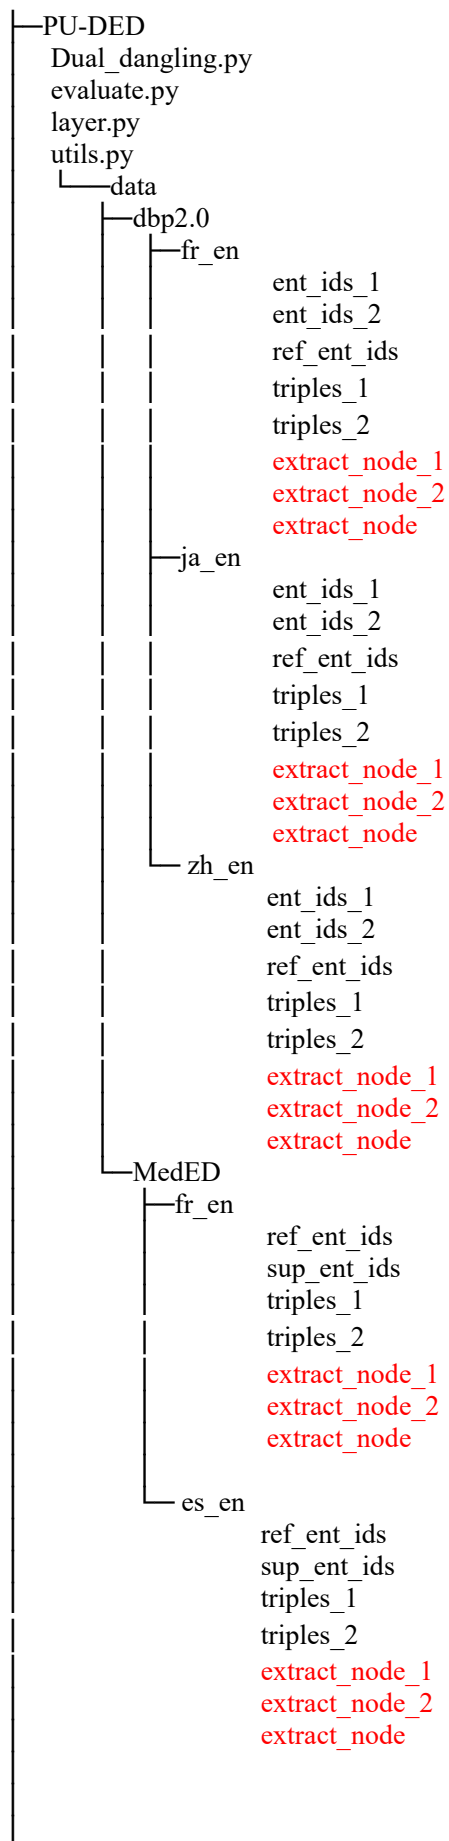 PU-DED
Dual_dangling.py
evaluate.py
layer.py
utils.py
data
dbp2.0
fr_en
ent_ids_1
ent_ids_2
ref_ent_ids
triples_1
triples_2
extract_node_1
extract_node_2
extract_node
ja_en
ent_ids_1
ent_ids_2
ref_ent_ids
triples_1
triples_2
extract_node_1
extract_node_2
extract_node
zh_en
ent_ids_1
ent_ids_2
ref_ent_ids
triples_1
triples_2
extract_node_1
extract_node_2
extract_node
MedED
fr_en
ref_ent_ids
sup_ent_ids
triples_1
triples_2
extract_node_1
extract_node_2
extract_node
es_en
ref_ent_ids
sup_ent_ids
triples_1
triples_2
extract_node_1
extract_node_2
extract_node